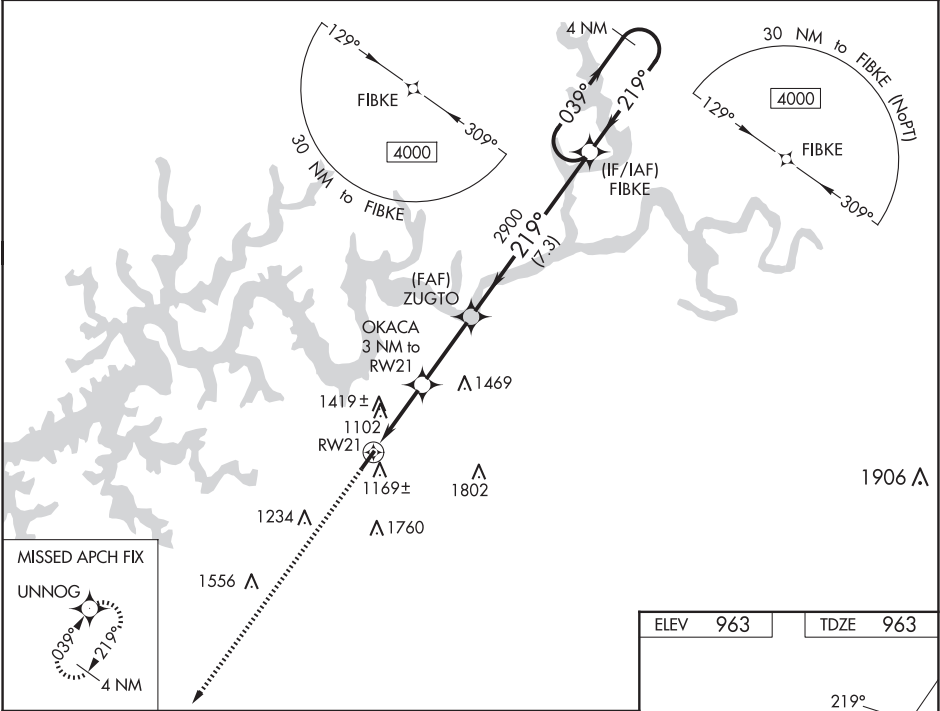 129°
FIBKE
309°
4000
30 NM to FIBKE
4 NM
039°
219°
(IF/IAF)
FIBKE
30 NM to FIBKE (NoPT)
4000
129°
FIBKE
309°
2900
219°
(7.3)
(FAF)
ZUGTO
OKACA
3 NM to
RW21
1469
1419±
1102
RW21
1169±
1802
1906
1234
1760
1556
MISSED APCH FIX
UNNOG
039°
219°
4 NM
ELEV 963
TDZE 963
219°